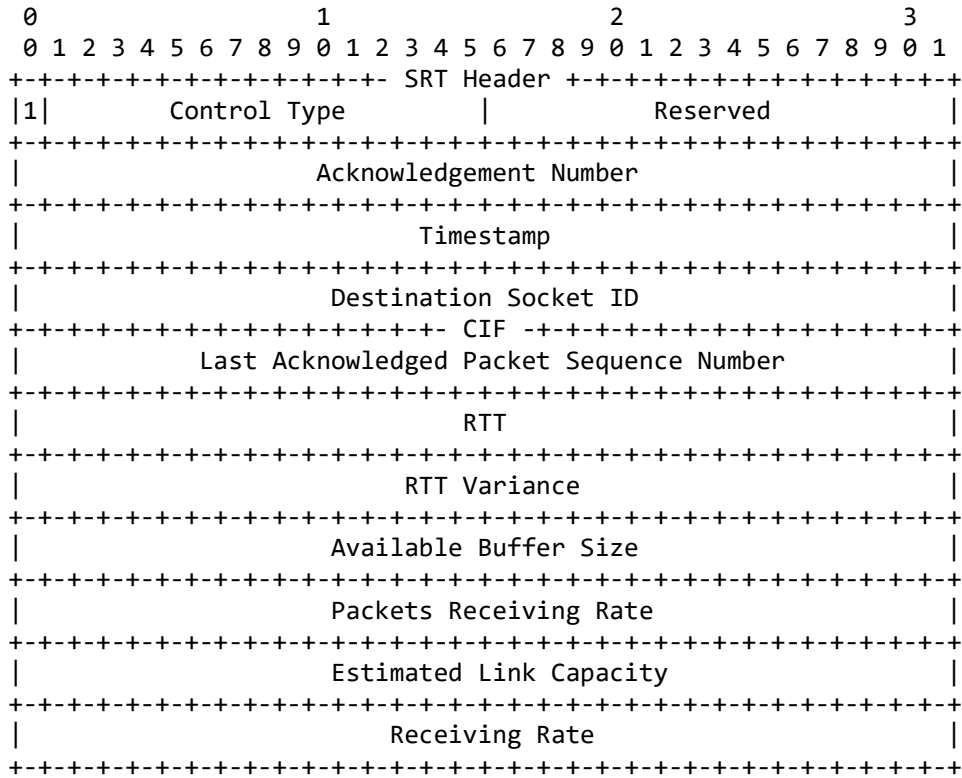 0                   1                   2                   3
 0 1 2 3 4 5 6 7 8 9 0 1 2 3 4 5 6 7 8 9 0 1 2 3 4 5 6 7 8 9 0 1
+-+-+-+-+-+-+-+-+-+-+-+-+- SRT Header +-+-+-+-+-+-+-+-+-+-+-+-+-+
|1|        Control Type         |           Reserved            |
+-+-+-+-+-+-+-+-+-+-+-+-+-+-+-+-+-+-+-+-+-+-+-+-+-+-+-+-+-+-+-+-+
|                    Acknowledgement Number                     |
+-+-+-+-+-+-+-+-+-+-+-+-+-+-+-+-+-+-+-+-+-+-+-+-+-+-+-+-+-+-+-+-+
|                           Timestamp                           |
+-+-+-+-+-+-+-+-+-+-+-+-+-+-+-+-+-+-+-+-+-+-+-+-+-+-+-+-+-+-+-+-+
|                     Destination Socket ID                     |
+-+-+-+-+-+-+-+-+-+-+-+-+-+-+- CIF -+-+-+-+-+-+-+-+-+-+-+-+-+-+-+
|            Last Acknowledged Packet Sequence Number           |
+-+-+-+-+-+-+-+-+-+-+-+-+-+-+-+-+-+-+-+-+-+-+-+-+-+-+-+-+-+-+-+-+
|                              RTT                              |
+-+-+-+-+-+-+-+-+-+-+-+-+-+-+-+-+-+-+-+-+-+-+-+-+-+-+-+-+-+-+-+-+
|                          RTT Variance                         |
+-+-+-+-+-+-+-+-+-+-+-+-+-+-+-+-+-+-+-+-+-+-+-+-+-+-+-+-+-+-+-+-+
|                     Available Buffer Size                     |
+-+-+-+-+-+-+-+-+-+-+-+-+-+-+-+-+-+-+-+-+-+-+-+-+-+-+-+-+-+-+-+-+
|                     Packets Receiving Rate                    |
+-+-+-+-+-+-+-+-+-+-+-+-+-+-+-+-+-+-+-+-+-+-+-+-+-+-+-+-+-+-+-+-+
|                     Estimated Link Capacity                   |
+-+-+-+-+-+-+-+-+-+-+-+-+-+-+-+-+-+-+-+-+-+-+-+-+-+-+-+-+-+-+-+-+
|                         Receiving Rate                        |
+-+-+-+-+-+-+-+-+-+-+-+-+-+-+-+-+-+-+-+-+-+-+-+-+-+-+-+-+-+-+-+-+